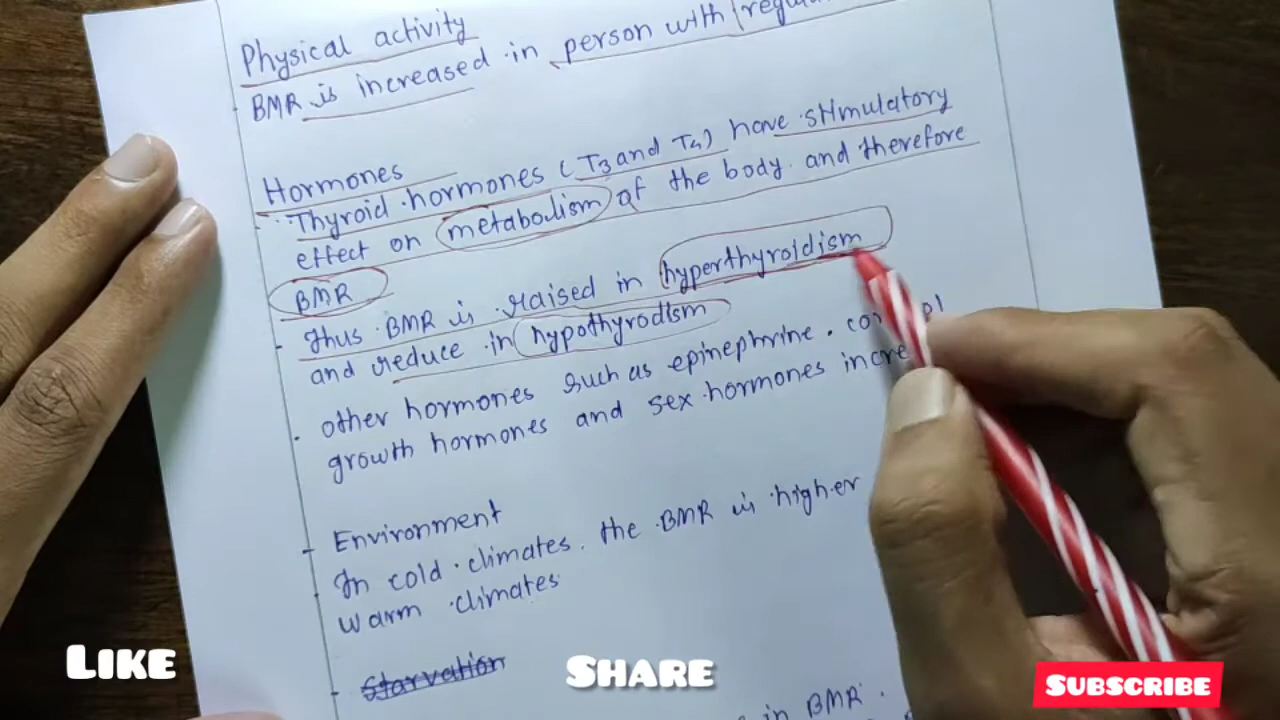 Physical activity
BMR is increased in person with
Hormones
Thyroid hormones (T3 and T4) have stimulatory
effect on metabolism of the body and therefore
BMR
Thus BMR is raised in hyperthyroidism
and reduce in hypothyrodism
other hormones such as epinephrine.
growth hormones and sex hormones
Environment
In cold climates, the BMR is higher
warm climates
Starvation
in BMR.
LIKE
SHARE
SUBSCRIBE